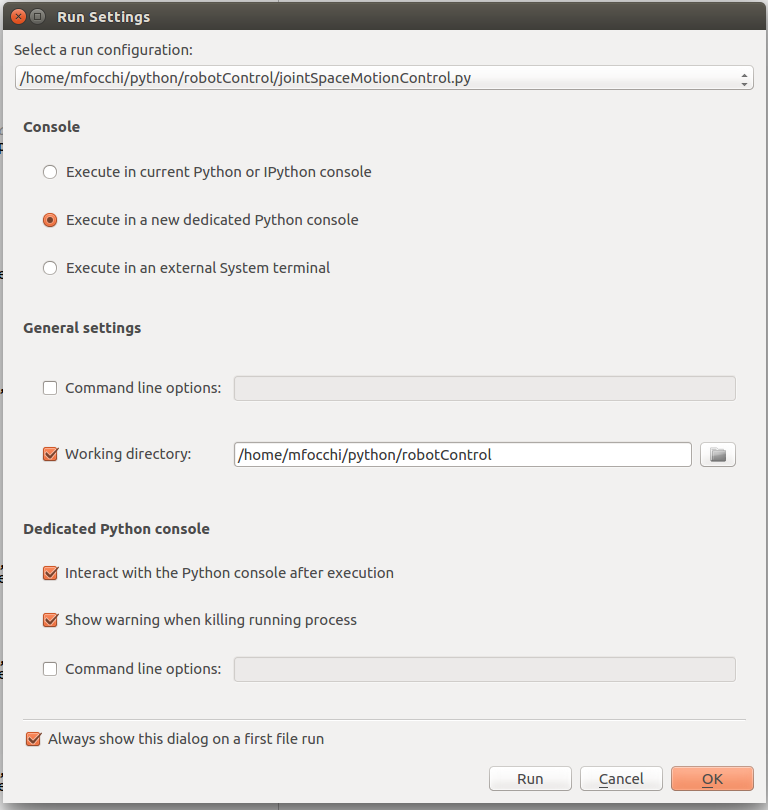 Run Settings
Select a run configuration:
/home/mfocchi/python/robotControl/jointSpaceMotionControl.py
Console
Execute in current Python or IPython console
Execute in a new dedicated Python console
Execute in an external System terminal
General settings
Command line options:
Working directory: /home/mfocchi/python/robotControl
Dedicated Python console
Interact with the Python console after execution
Show warning when killing running process
Command line options:
Always show this dialog on a first file run
Run Cancel OK